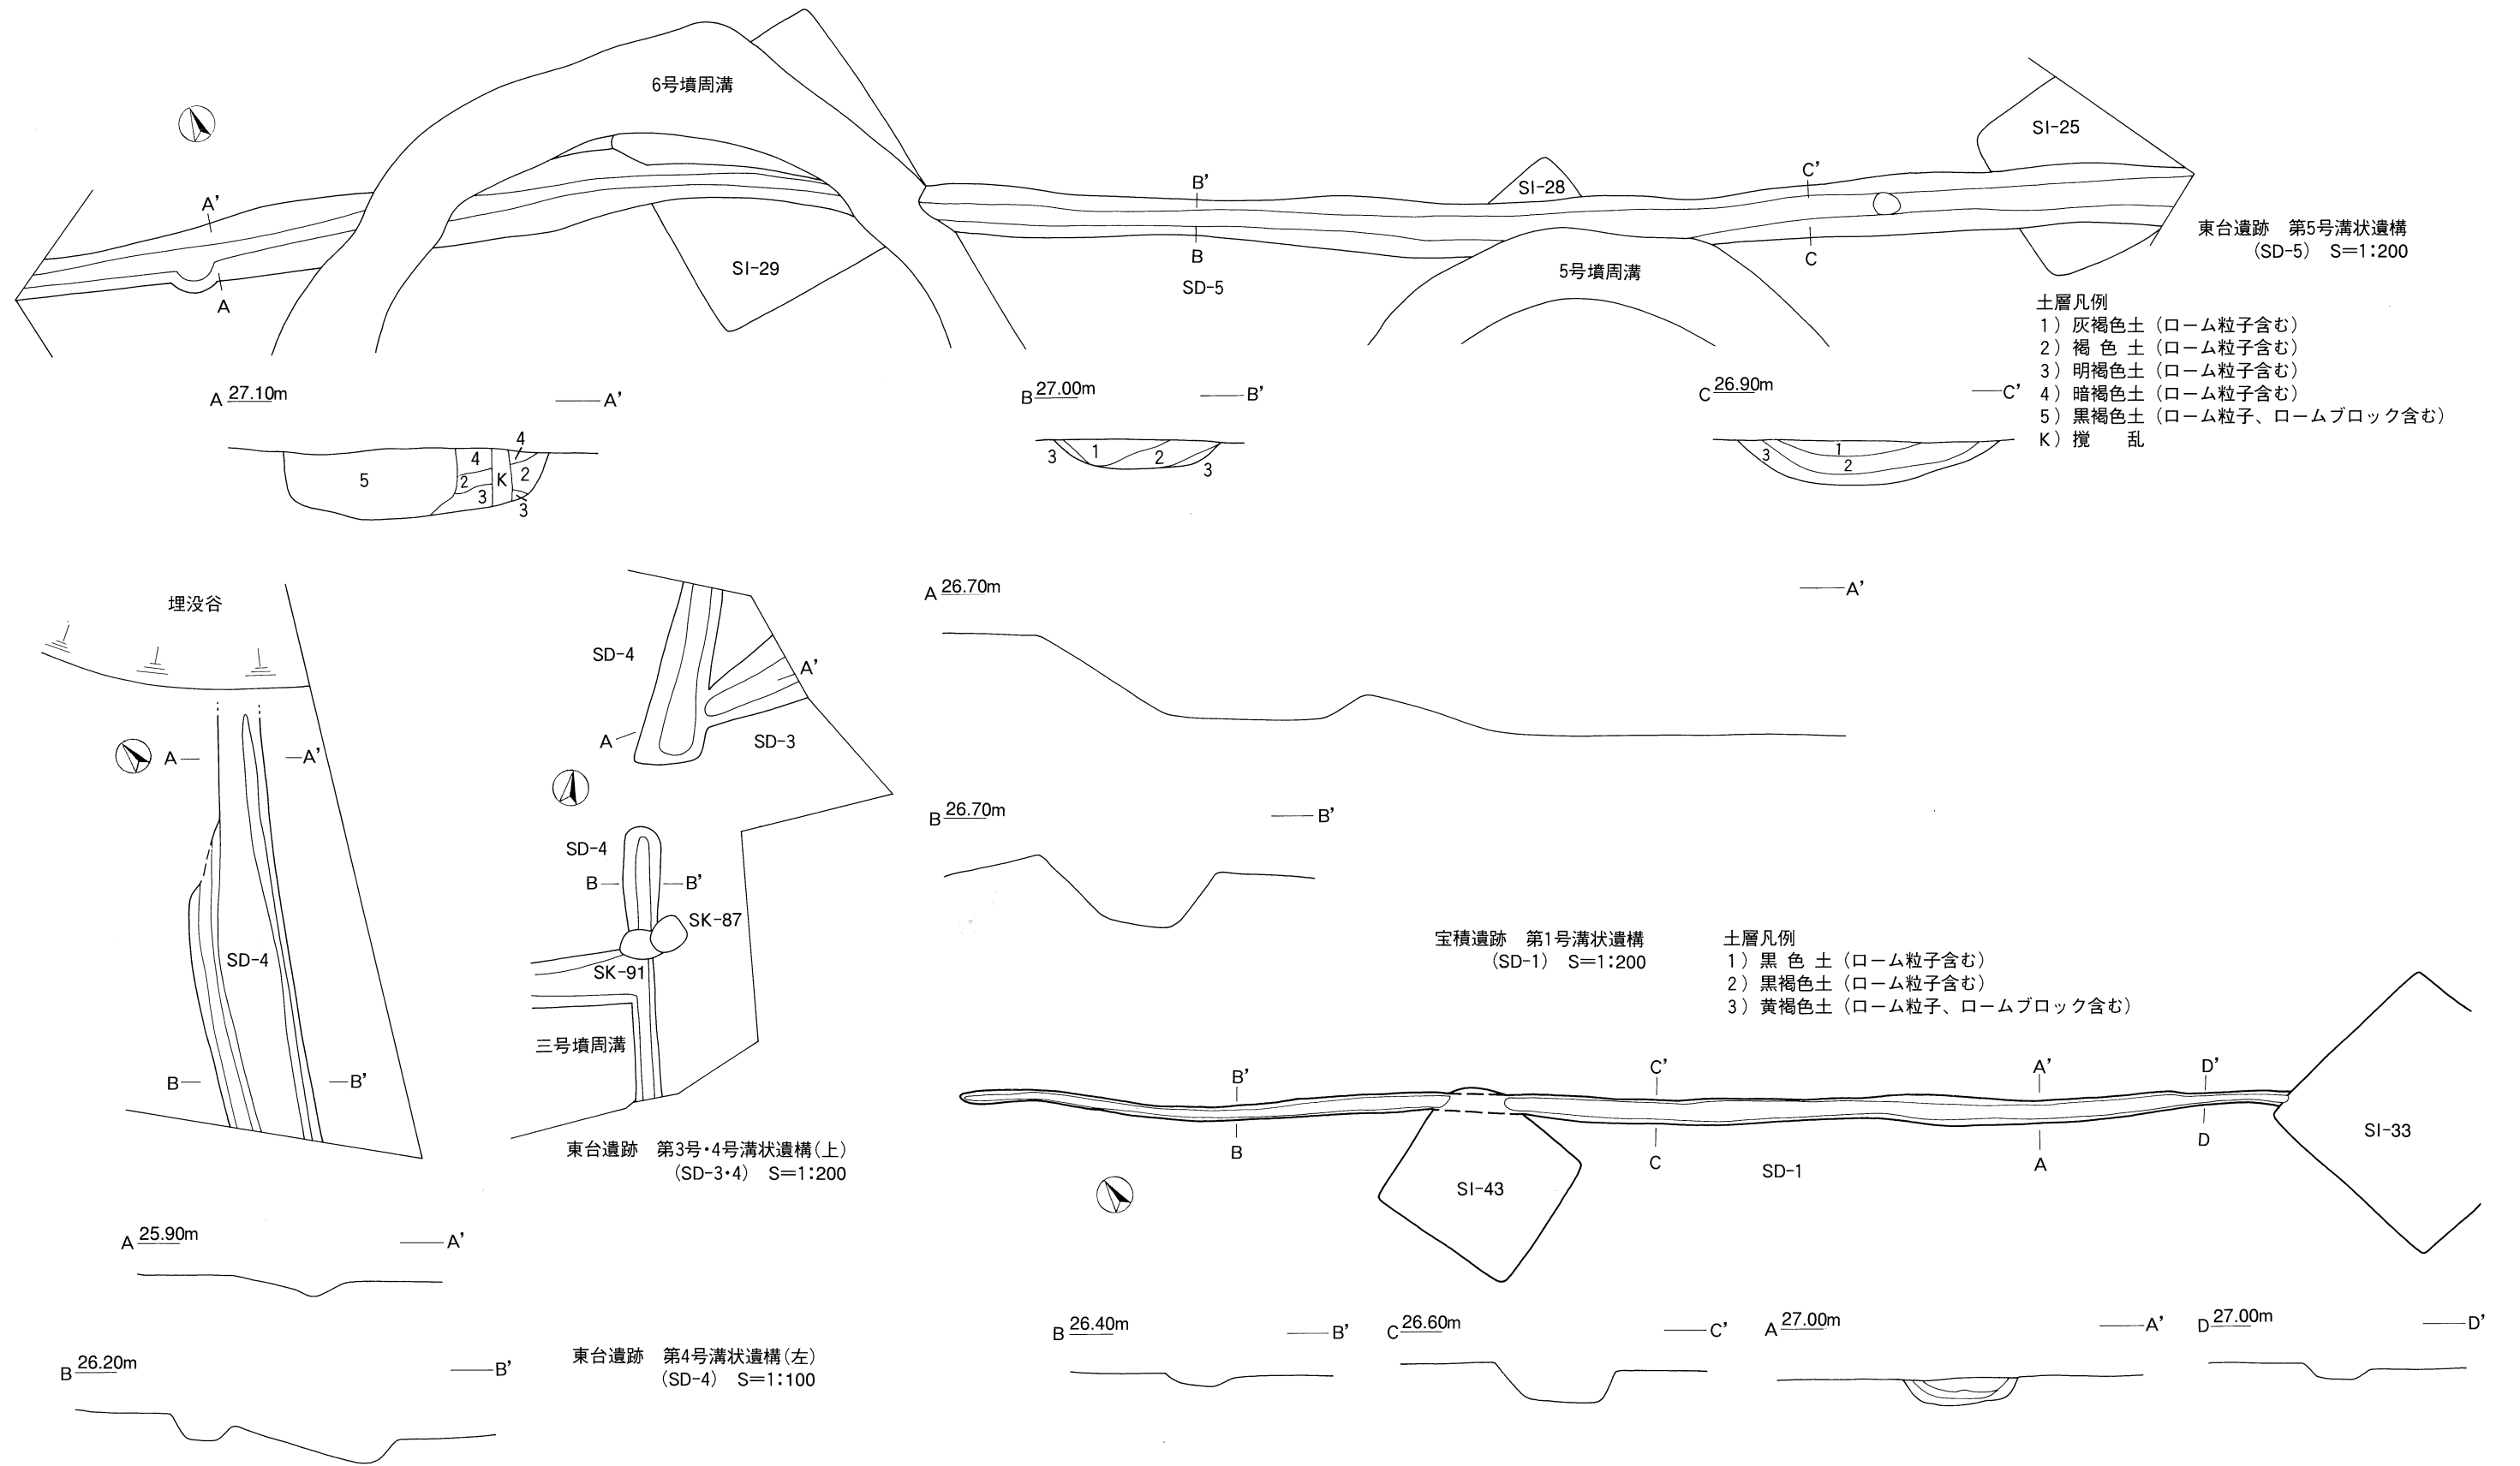 6号墳周溝
SI-25
A’
B’
C’
SI-28
東台遺跡　第5号溝状遺構
（SD-5）　S＝1：200
SI-29
A
B
C
SD-5
5号墳周溝
土層凡例
1）灰褐色土（ローム粒子含む）
2）褐 色 土（ローム粒子含む）
3）明褐色土（ローム粒子含む）
4）暗褐色土（ローム粒子含む）
5）黒褐色土（ローム粒子、ロームブロック含む）
K）撹　　乱
A 27.10m A’
5 4 2 3 K 4 2 3
B 27.00m B’
3 1 2 3
C 26.90m C’
3 1 2
埋没谷
A A’
SD-4
B B’
SD-4
A’
A
SD-3
SD-4
B B’
SK-87
SK-91
三号墳周溝
東台遺跡　第3号・4号溝状遺構（上）
（SD-3・4）　S＝1：200
A 26.70m A’
B 26.70m B’
宝積遺跡　第1号溝状遺構
（SD-1）　S＝1：200
土層凡例
1）黒 色 土（ローム粒子含む）
2）黒褐色土（ローム粒子含む）
3）黄褐色土（ローム粒子、ロームブロック含む）
B’
C’
A’
D’
B
C
A
D
SI-43
SD-1
SI-33
A 25.90m A’
B 26.20m B’
東台遺跡　第4号溝状遺構（左）
（SD-4）　S＝1：100
B 26.40m B’
C 26.60m C’
A 27.00m A’
D 27.00m D’